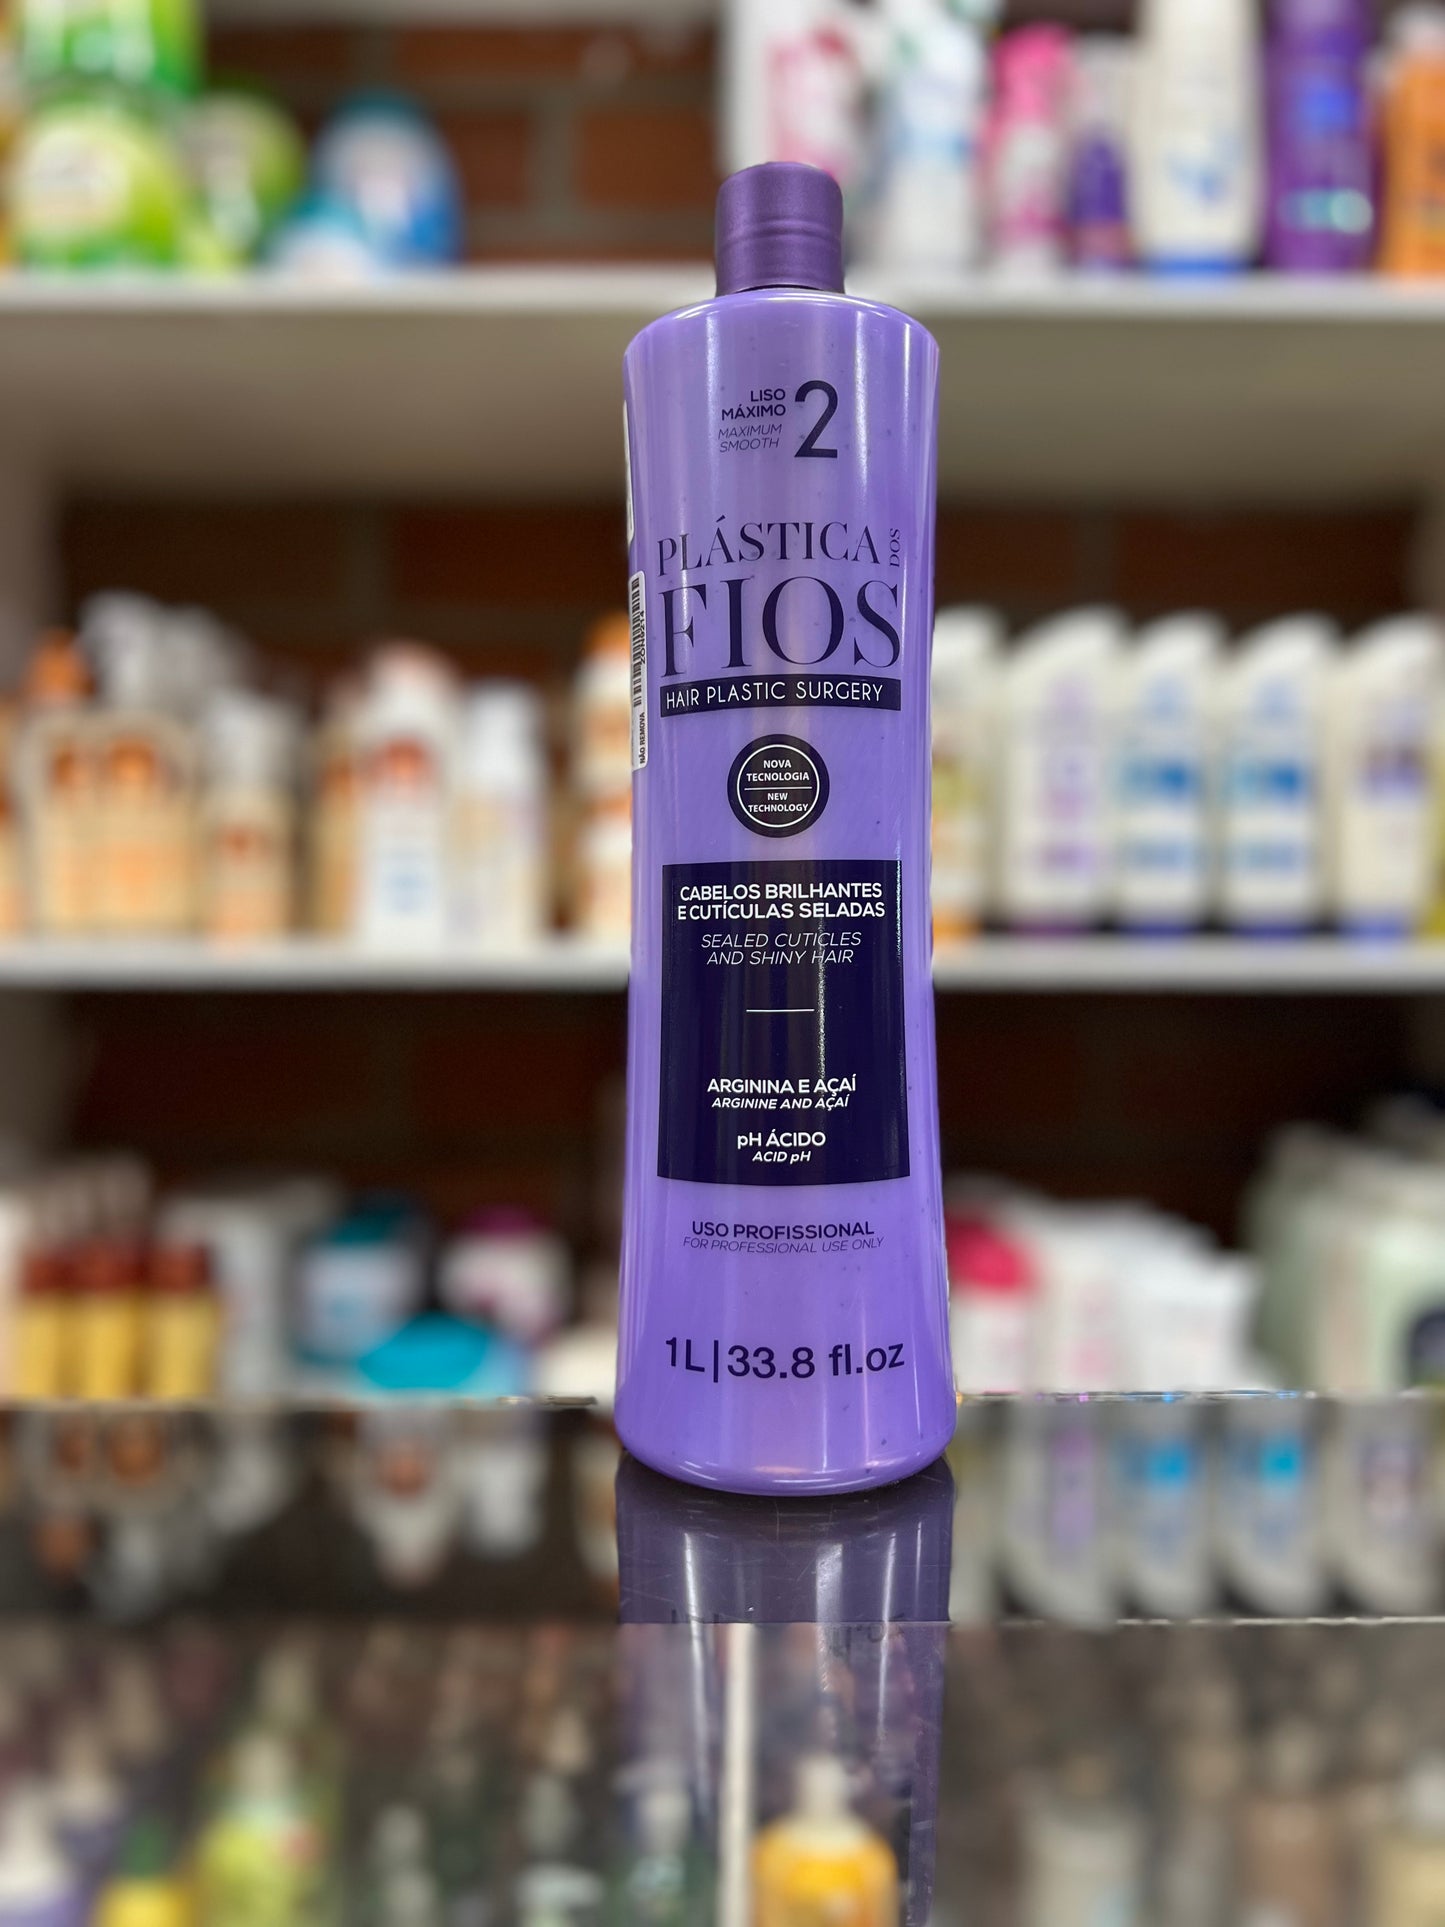 LISO
MÁXIMO
2
MAXIMUM
SMOOTH
PLÁSTICA DOS
FIOS
HAIR PLASTIC SURGERY
NOVA
TECNOLOGIA
NEW
TECHNOLOGY
CABELOS BRILHANTES
E CUTÍCULAS SELADAS
SEALED CUTICLES
AND SHINY HAIR
ARGININA E AÇAÍ
ARGININE AND AÇAÍ
pH ÁCIDO
ACID pH
USO PROFISSIONAL
FOR PROFESSIONAL USE ONLY
1L|33.8 fl.oz
NÃO REMOVA